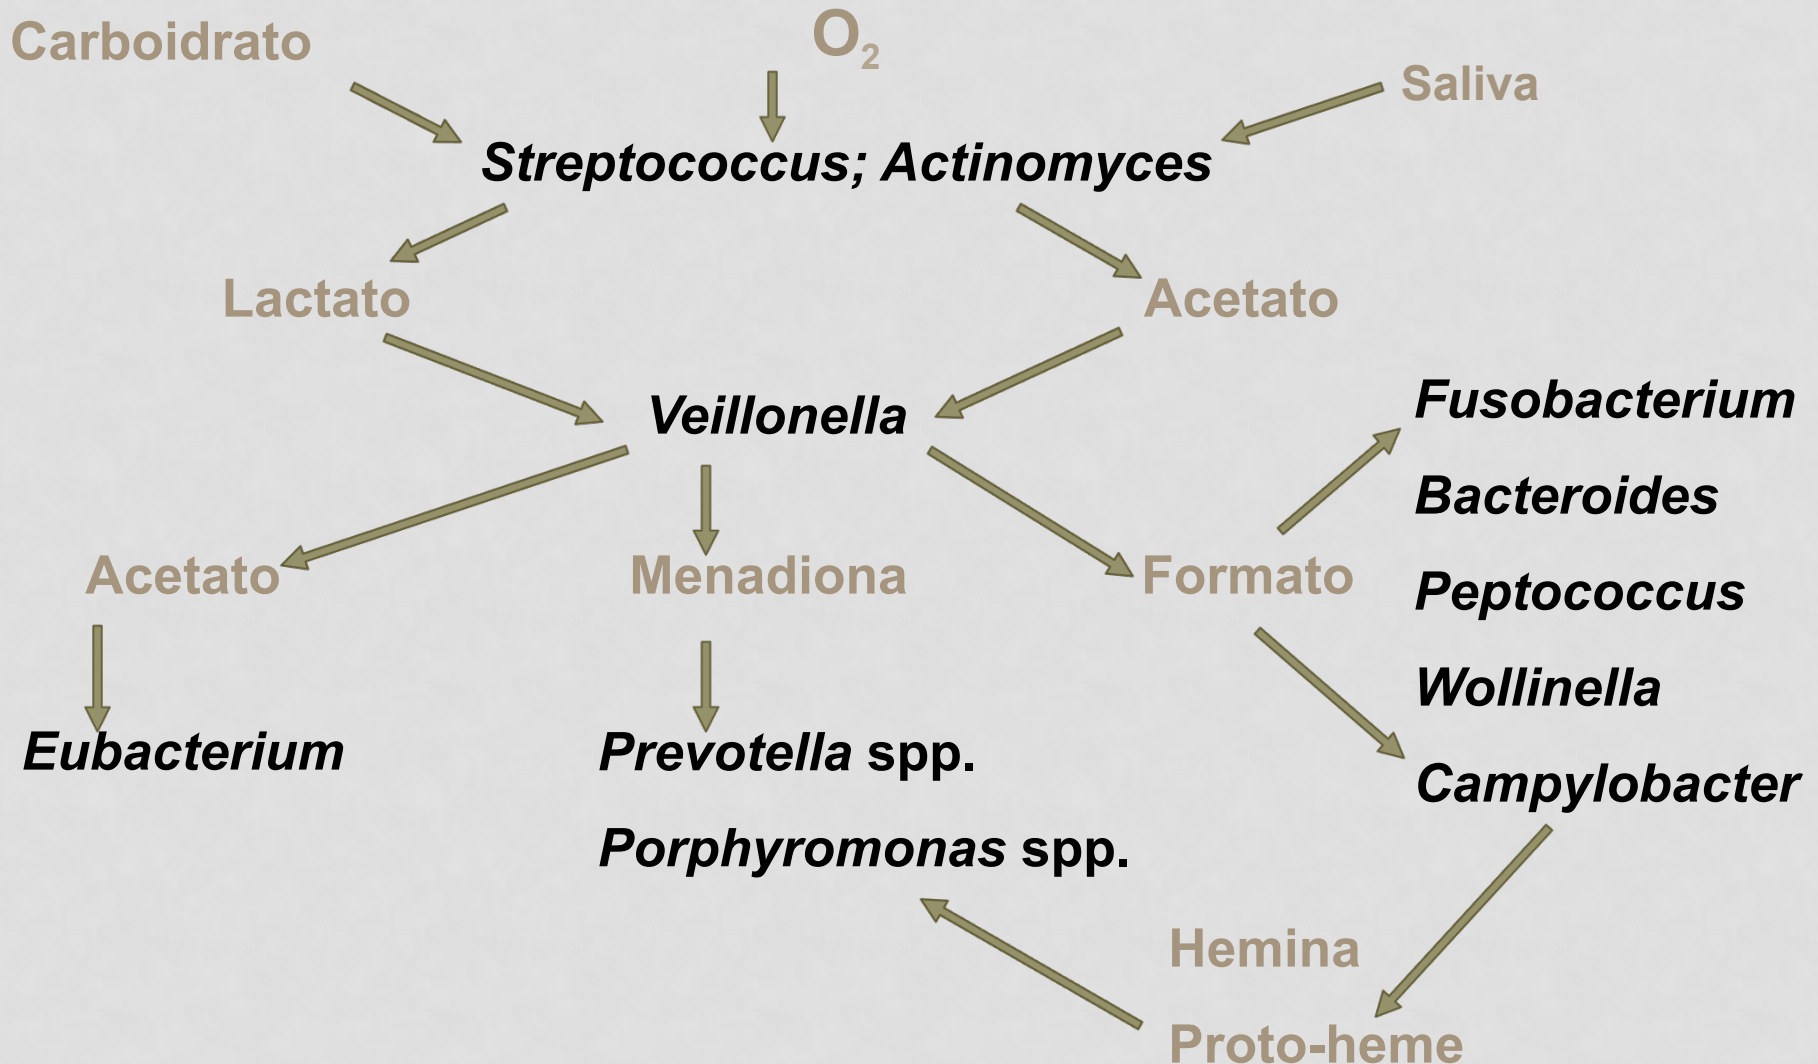 Carboidrato
O₂
Saliva
Streptococcus; Actinomyces
Lactato
Acetato
Veillonella
Fusobacterium
Bacteroides
Peptococcus
Wollinella
Campylobacter
Acetato
Menadiona
Formato
Eubacterium
Prevotella spp.
Porphyromonas spp.
Hemina
Proto-heme